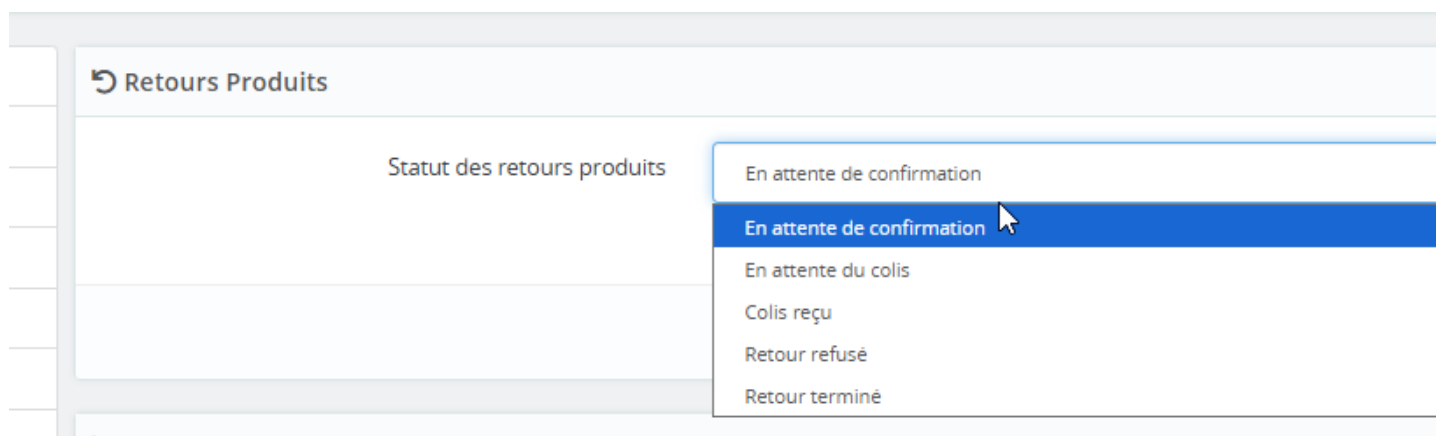 Retours Produits
Statut des retours produits
En attente de confirmation
En attente de confirmation
En attente du colis
Colis reçu
Retour refusé
Retour terminé